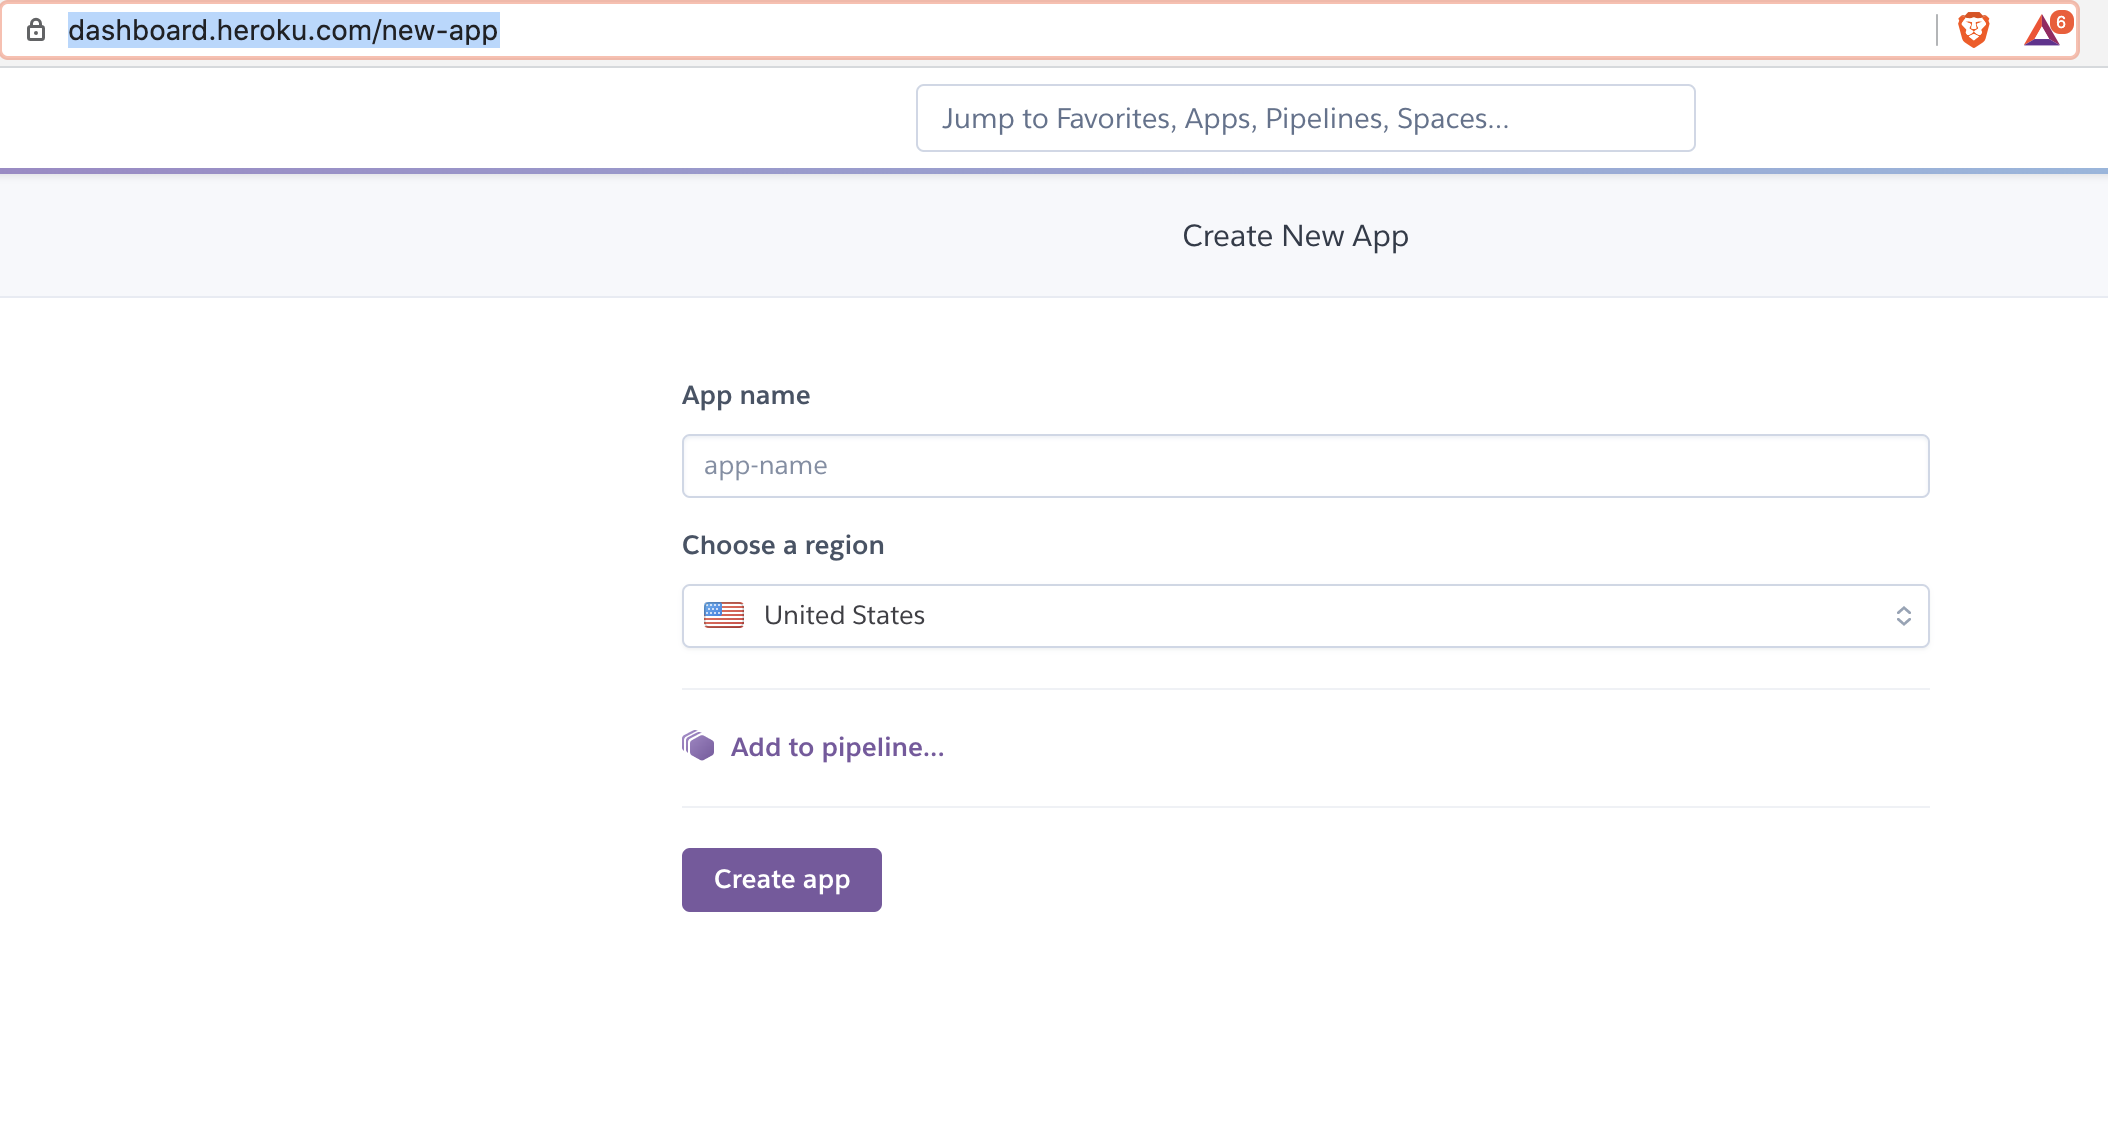 dashboard.heroku.com/new-app
6
Jump to Favorites, Apps, Pipelines, Spaces...
Create New App
App name
app-name
Choose a region
United States
Add to pipeline...
Create app